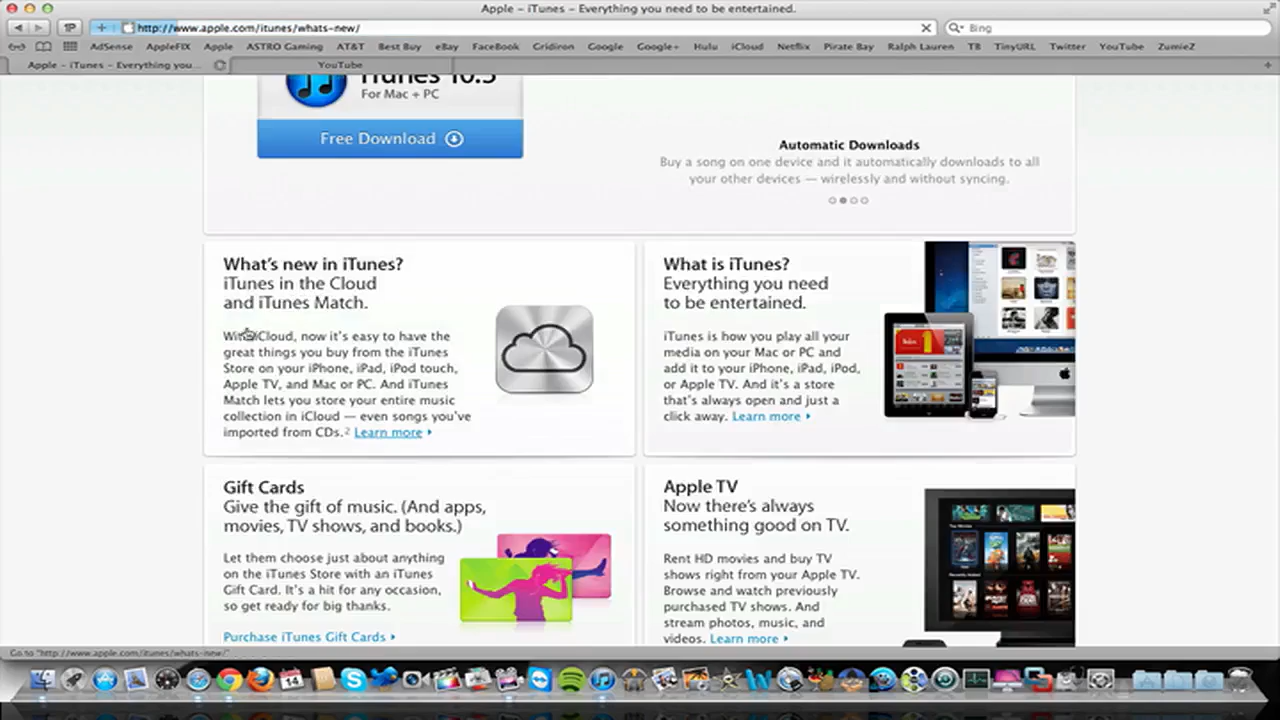 Apple – iTunes – Everything you need to be entertained.
http://www.apple.com/itunes/whats-new/
Bing
AdSense AppleFIX Apple ASTRO Gaming AT&T Best Buy eBay FaceBook Gridiron Google Google+ Hulu iCloud Netflix Pirate Bay Ralph Lauren TB TinyURL Twitter YouTube ZumieZ
Apple – iTunes – Everything you... YouTube
iTunes 10.5
For Mac + PC
Free Download
Automatic Downloads
Buy a song on one device and it automatically downloads to all
your other devices — wirelessly and without syncing.
What's new in iTunes?
iTunes in the Cloud
and iTunes Match.
With iCloud, now it's easy to have the
great things you buy from the iTunes
Store on your iPhone, iPad, iPod touch,
Apple TV, and Mac or PC. And iTunes
Match lets you store your entire music
collection in iCloud — even songs you've
imported from CDs.² Learn more
What is iTunes?
Everything you need
to be entertained.
iTunes is how you play all your
media on your Mac or PC and
add it to your iPhone, iPad, iPod,
or Apple TV. And it's a store
that's always open and just a
click away. Learn more
Gift Cards
Give the gift of music. (And apps,
movies, TV shows, and books.)
Let them choose just about anything
on the iTunes Store with an iTunes
Gift Card. It's a hit for any occasion,
so get ready for big thanks.
Purchase iTunes Gift Cards
Apple TV
Now there's always
something good on TV.
Rent HD movies and buy TV
shows right from your Apple TV.
Browse and watch previously
purchased TV shows. And
stream photos, music, and
videos. Learn more
Go to "http://www.apple.com/itunes/whats-new/"
14